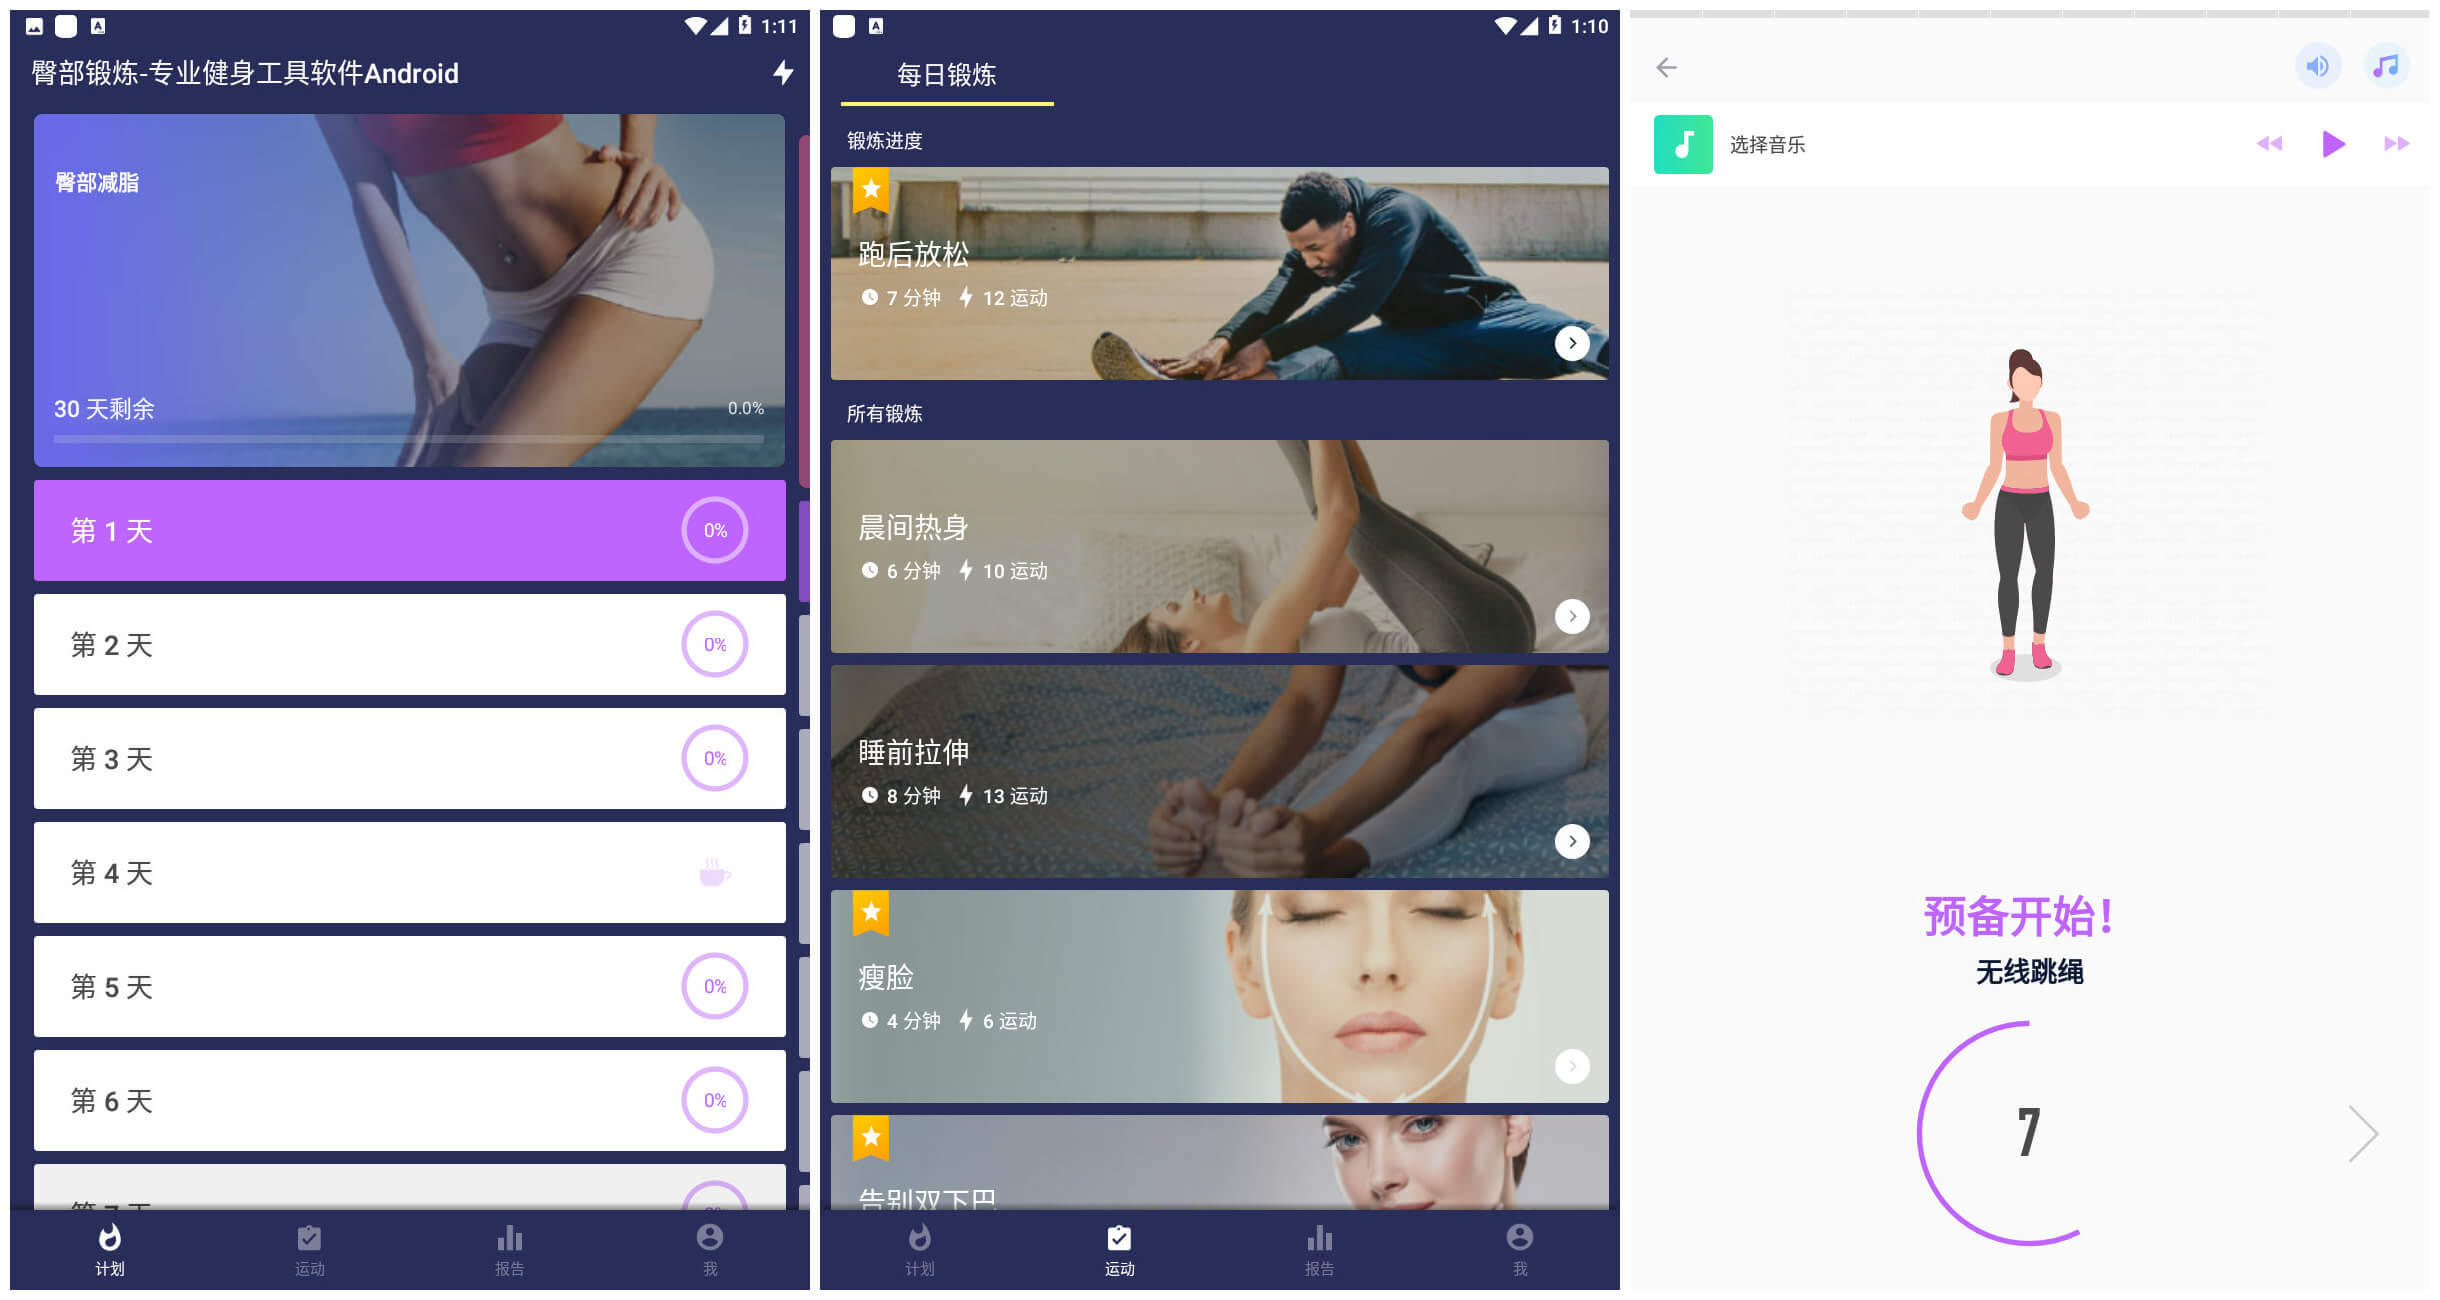 1:11
臀部锻炼-专业健身工具软件Android
臀部减脂
30 天剩余
0.0%
第 1 天
0%
第 2 天
0%
第 3 天
0%
第 4 天
第 5 天
0%
第 6 天
0%
第 7 天
计划
运动
报告
我
1:10
每日锻炼
锻炼进度
跑后放松
7 分钟 12 运动
所有锻炼
晨间热身
6 分钟 10 运动
睡前拉伸
8 分钟 13 运动
瘦脸
4 分钟 6 运动
告别双下巴
计划
运动
报告
我
选择音乐
预备开始!
无线跳绳
7